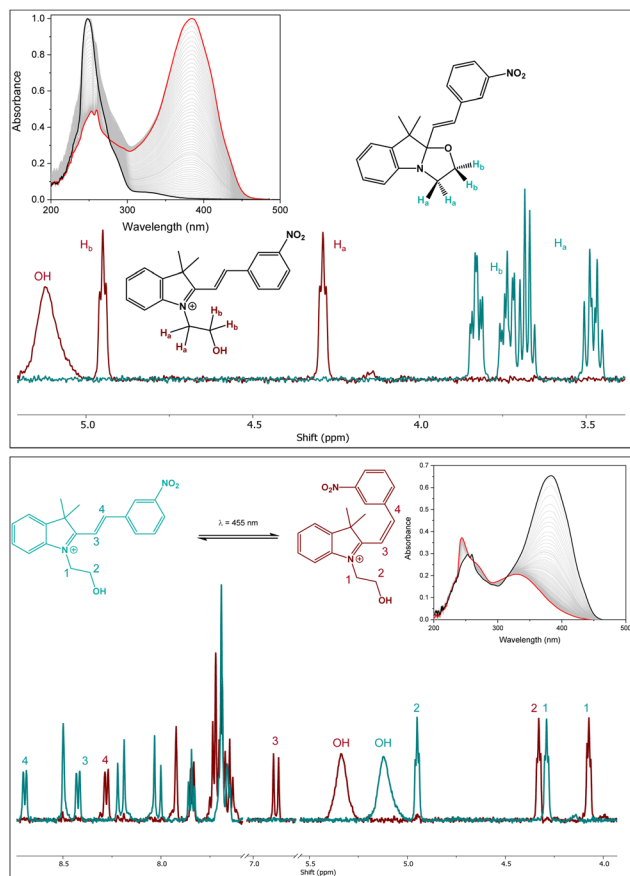 1.0
0.8
0.6
0.4
0.2
0.0
Absorbance
200 300 400 500
Wavelength (nm)
NO₂
O
N
Hb
Hb
Ha
Ha
OH
Hb
NO₂
N
⊕
Hb
Hb
Ha
Ha
OH
Ha
Hb
Ha
5.0 4.5 4.0 3.5
Shift (ppm)
NO₂
4
3
N
⊕
1
2
OH
λ = 455 nm
O₂N
4
3
N
⊕
1
2
OH
0.7
0.6
0.5
0.4
0.3
0.2
0.1
0.0
Absorbance
200 300 400 500
Wavelength (nm)
4 3 4 3 OH OH 2 2 1 1
8.5 8.0 7.0 5.5 5.0 4.5 4.0
Shift (ppm)